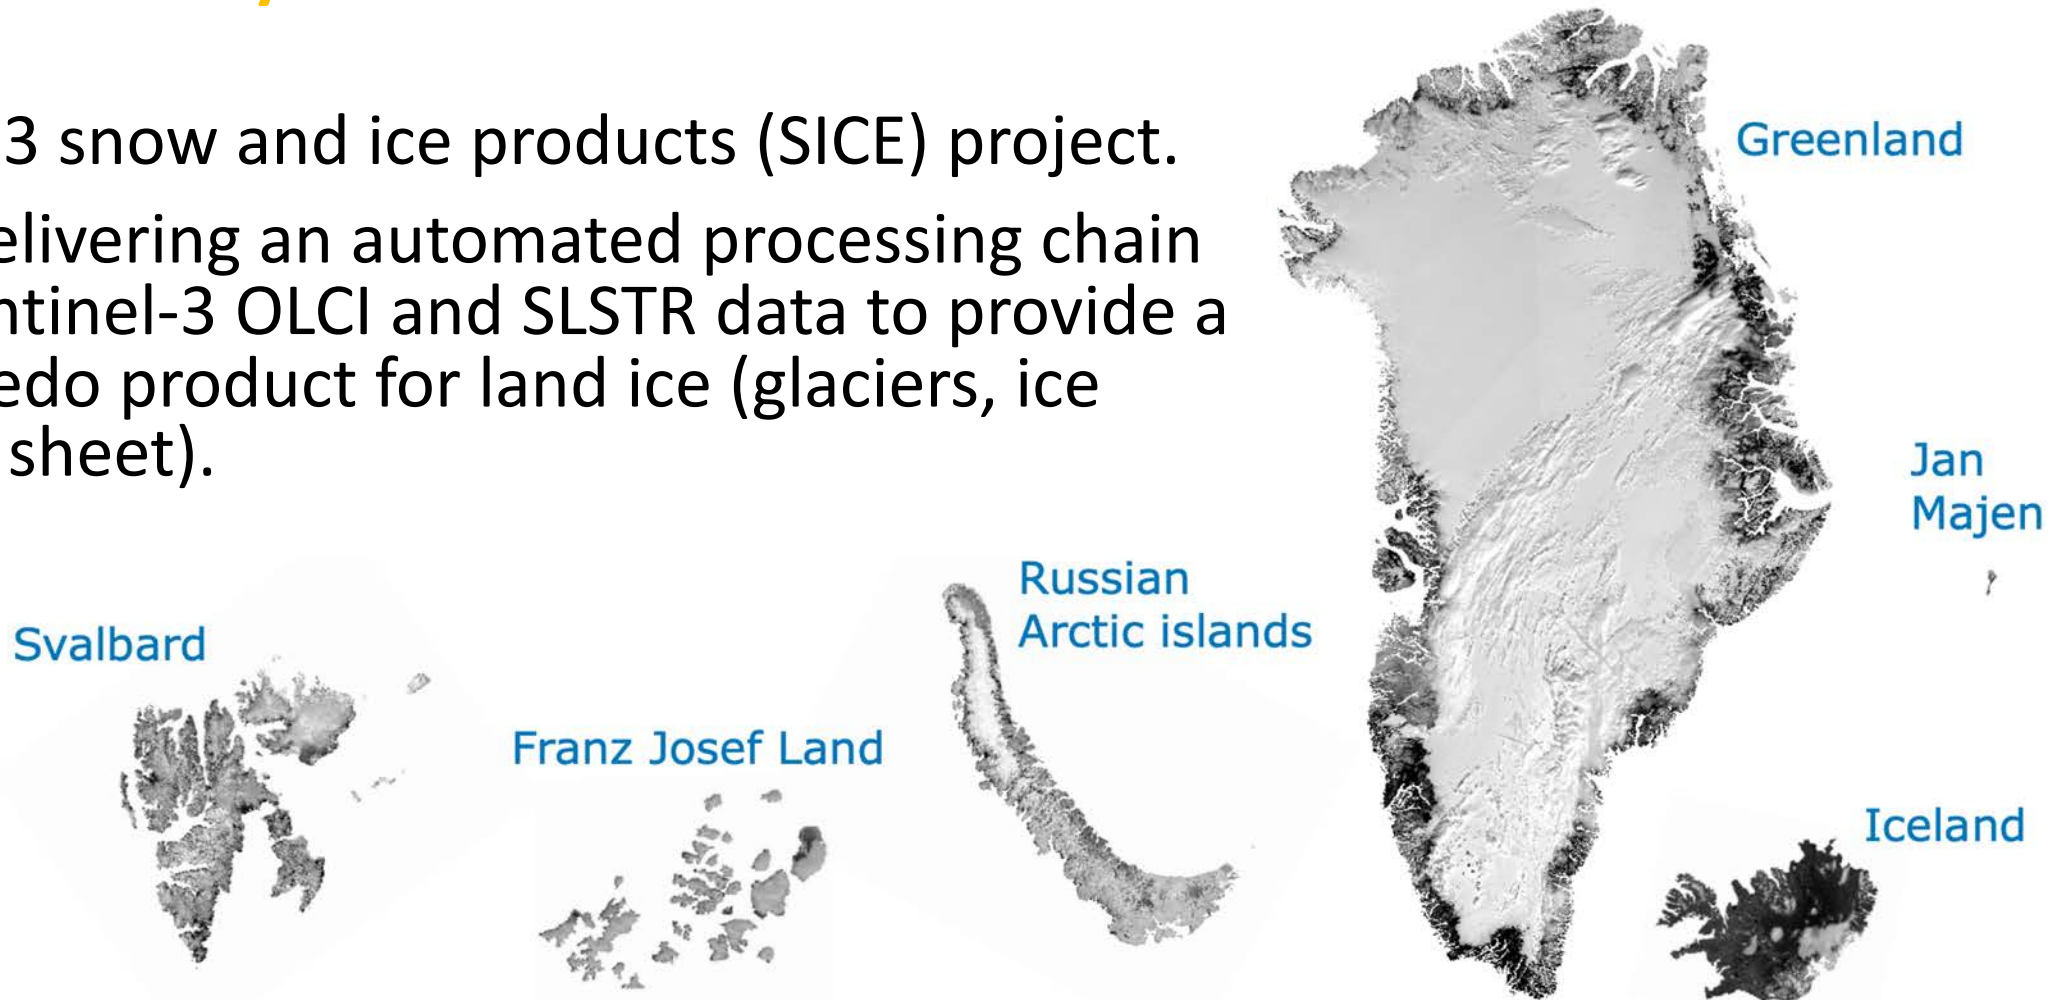 3 snow and ice products (SICE) project.
elivering an automated processing chain
ntinel-3 OLCI and SLSTR data to provide a
edo product for land ice (glaciers, ice
sheet).
Greenland
Jan
Majen
Russian
Arctic islands
Svalbard
Franz Josef Land
Iceland